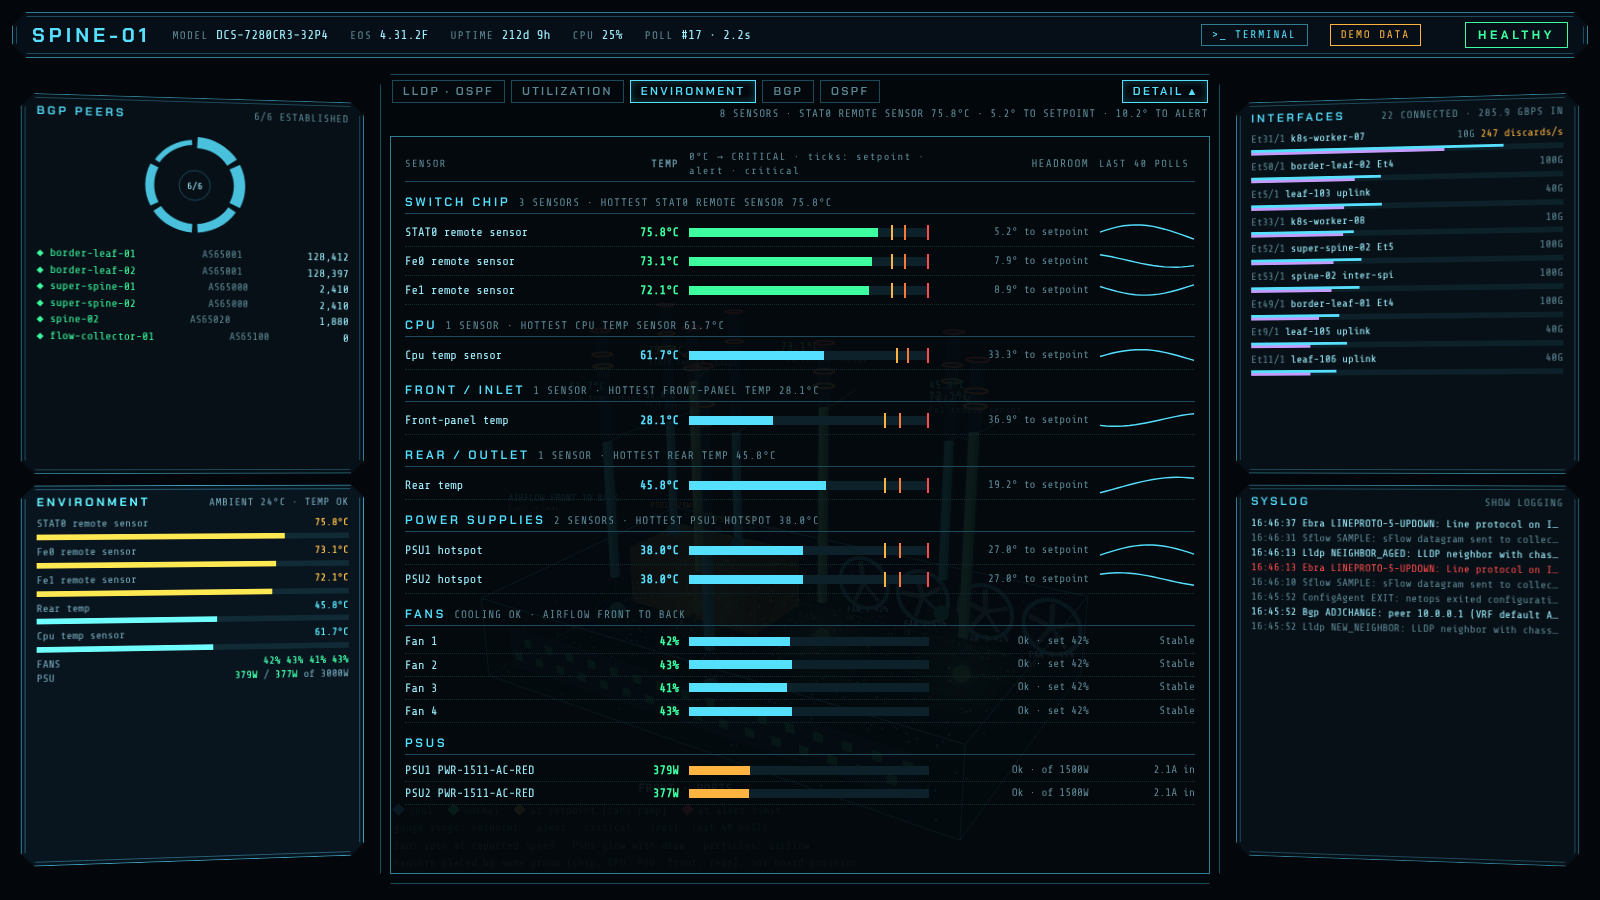 SPINE-01 MODEL DCS-7280CR3-32P4 EOS 4.31.2F UPTIME 212d 9h CPU 25% POLL #17 · 2.2s >_ TERMINAL DEMO DATA HEALTHY
BGP PEERS 6/6 ESTABLISHED
6/6
◆ border-leaf-01 AS65001 128,412
◆ border-leaf-02 AS65001 128,397
◆ super-spine-01 AS65000 2,410
◆ super-spine-02 AS65000 2,410
◆ spine-02 AS65020 1,880
◆ flow-collector-01 AS65100 0
ENVIRONMENT AMBIENT 24°C · TEMP OK
STAT0 remote sensor 75.8°C
Fe0 remote sensor 73.1°C
Fe1 remote sensor 72.1°C
Rear temp 45.8°C
Cpu temp sensor 61.7°C
FANS 42% 43% 41% 43%
PSU 379W / 377W of 3000W
LLDP · OSPF UTILIZATION ENVIRONMENT BGP OSPF DETAIL ▲
8 SENSORS · STAT0 REMOTE SENSOR 75.8°C · 5.2° TO SETPOINT · 10.2° TO ALERT
SENSOR TEMP 0°C → CRITICAL · ticks: setpoint · alert · critical HEADROOM LAST 40 POLLS
SWITCH CHIP 3 SENSORS · HOTTEST STAT0 REMOTE SENSOR 75.8°C
STAT0 remote sensor 75.8°C 5.2° to setpoint
Fe0 remote sensor 73.1°C 7.9° to setpoint
Fe1 remote sensor 72.1°C 8.9° to setpoint
CPU 1 SENSOR · HOTTEST CPU TEMP SENSOR 61.7°C
Cpu temp sensor 61.7°C 33.3° to setpoint
FRONT / INLET 1 SENSOR · HOTTEST FRONT-PANEL TEMP 28.1°C
Front-panel temp 28.1°C 36.9° to setpoint
REAR / OUTLET 1 SENSOR · HOTTEST REAR TEMP 45.8°C
Rear temp 45.8°C 19.2° to setpoint
POWER SUPPLIES 2 SENSORS · HOTTEST PSU1 HOTSPOT 38.0°C
PSU1 hotspot 38.0°C 27.0° to setpoint
PSU2 hotspot 38.0°C 27.0° to setpoint
FANS COOLING OK · AIRFLOW FRONT TO BACK
Fan 1 42% Ok · set 42% Stable
Fan 2 43% Ok · set 42% Stable
Fan 3 41% Ok · set 42% Stable
Fan 4 43% Ok · set 42% Stable
PSUS
PSU1 PWR-1511-AC-RED 379W Ok · of 1500W 2.1A in
PSU2 PWR-1511-AC-RED 377W Ok · of 1500W 2.1A in
INTERFACES 22 CONNECTED · 285.9 GBPS IN
Et31/1 k8s-worker-07 10G 247 discards/s
Et50/1 border-leaf-02 Et4 100G
Et5/1 leaf-103 uplink 40G
Et33/1 k8s-worker-08 10G
Et52/1 super-spine-02 Et5 100G
Et53/1 spine-02 inter-spi 100G
Et49/1 border-leaf-01 Et4 100G
Et9/1 leaf-105 uplink 40G
Et11/1 leaf-106 uplink 40G
SYSLOG SHOW LOGGING
16:46:37 Ebra LINEPROTO-5-UPDOWN: Line protocol on I…
16:46:31 Sflow SAMPLE: sFlow datagram sent to collec…
16:46:13 Lldp NEIGHBOR_AGED: LLDP neighbor with chas…
16:46:13 Ebra LINEPROTO-5-UPDOWN: Line protocol on I…
16:46:10 Sflow SAMPLE: sFlow datagram sent to collec…
16:45:52 ConfigAgent EXIT: netops exited configurati…
16:45:52 Bgp ADJCHANGE: peer 10.0.0.1 (VRF default A…
16:45:52 Lldp NEW_NEIGHBOR: LLDP neighbor with chass…